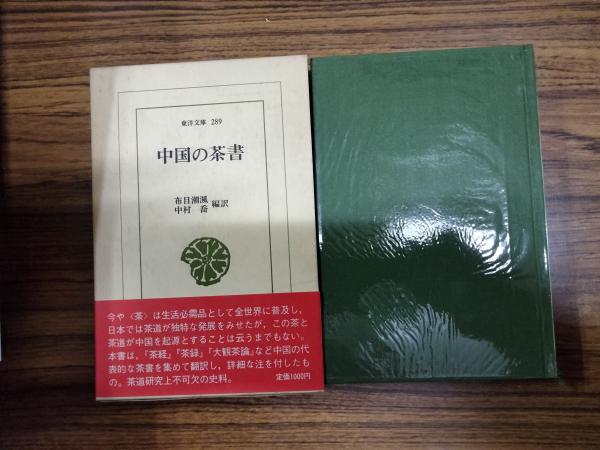 東洋文庫 289
中国の茶書
布目潮渢
中村 喬 編訳
今や〈茶〉は生活必需品として全世界に普及し,
日本では茶道が独特な発展をみせたが, この茶と
茶道が中国を起源とすることは云うまでもない。
本書は,『茶経』『茶録』『大観茶論』など中国の代
表的な茶書を集めて翻訳し, 詳細な注を付したも
の。茶道研究上不可欠の史料。
定価1000円